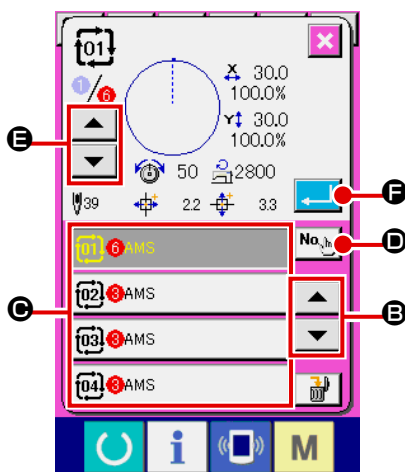 01
X 30.0
100.0%
1/6
Y 30.0
100.0%
E
50 2800
F
39 2.2 3.3
No.
D
01 6 AMS
02 3 AMS
B
C
03 3 AMS
04 3 AMS
i M